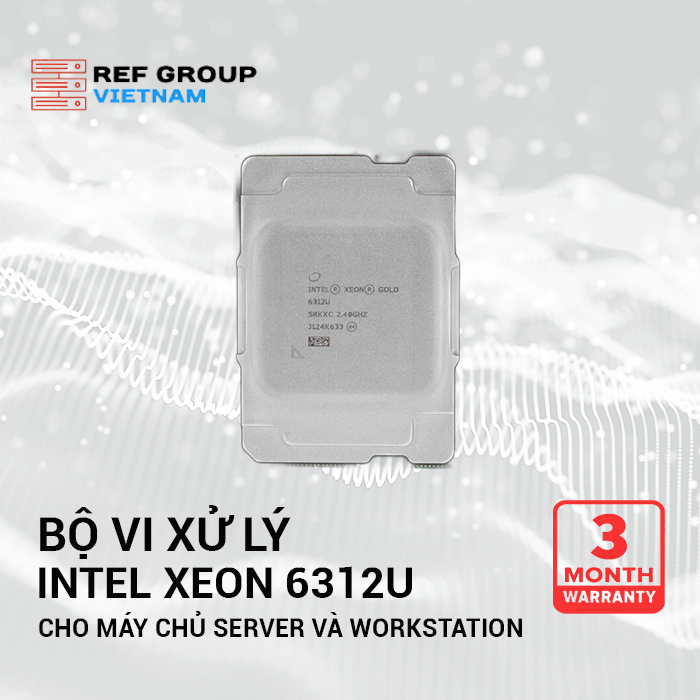 REF GROUP
VIETNAM
INTEL® XEON® GOLD
6312U
SRKXC 2.40GHZ
J124K633
BỘ VI XỬ LÝ
INTEL XEON 6312U
CHO MÁY CHỦ SERVER VÀ WORKSTATION
3
MONTH
WARRANTY